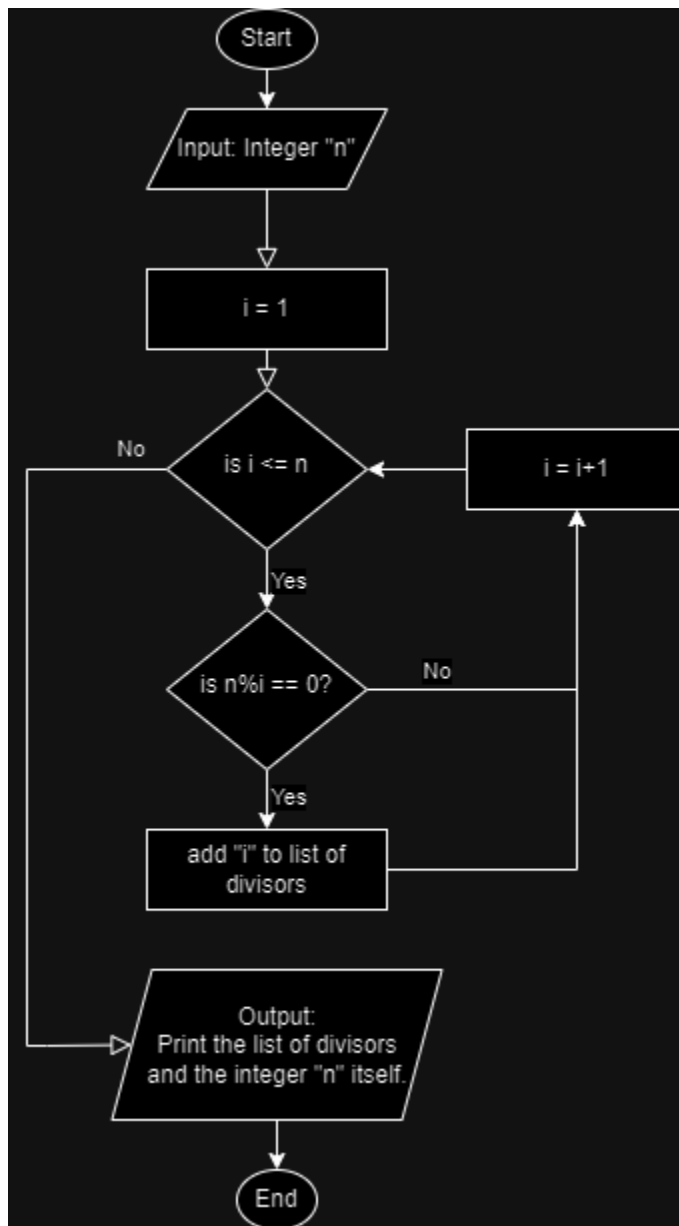 Start
Input: Integer "n"
i = 1
No
is i <= n
i = i+1
Yes
is n%i == 0?
No
Yes
add "i" to list of
divisors
Output:
Print the list of divisors
and the integer "n" itself.
End